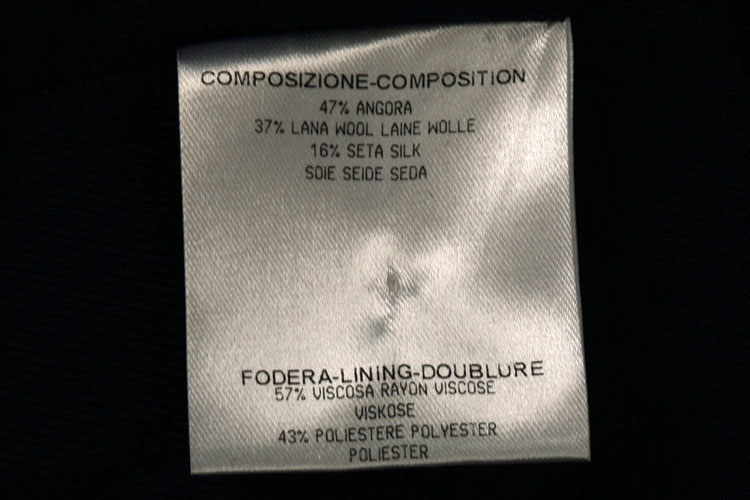 COMPOSIZIONE-COMPOSITION
47% ANGORA
37% LANA WOOL LAINE WOLLE
16% SETA SILK
SOIE SEIDE SEDA
FODERA-LINING-DOUBLURE
57% VISCOSA RAYON VISCOSE
VISKOSE
43% POLIESTERE POLYESTER
POLIESTER